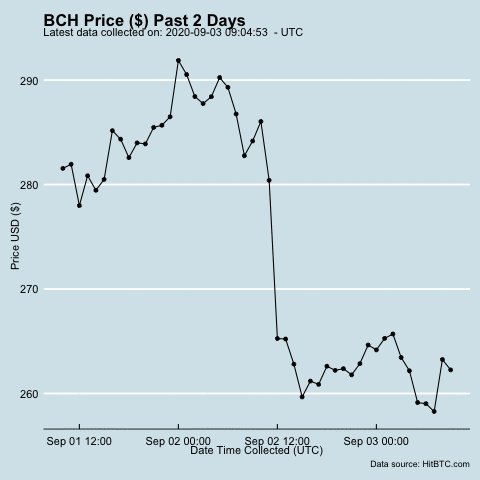 BCH Price ($) Past 2 Days
Latest data collected on: 2020-09-03 09:04:53 - UTC
290
280
270
260
Price USD ($)
Sep 01 12:00 Sep 02 00:00 Sep 02 12:00 Sep 03 00:00
Date Time Collected (UTC)
Data source: HitBTC.com